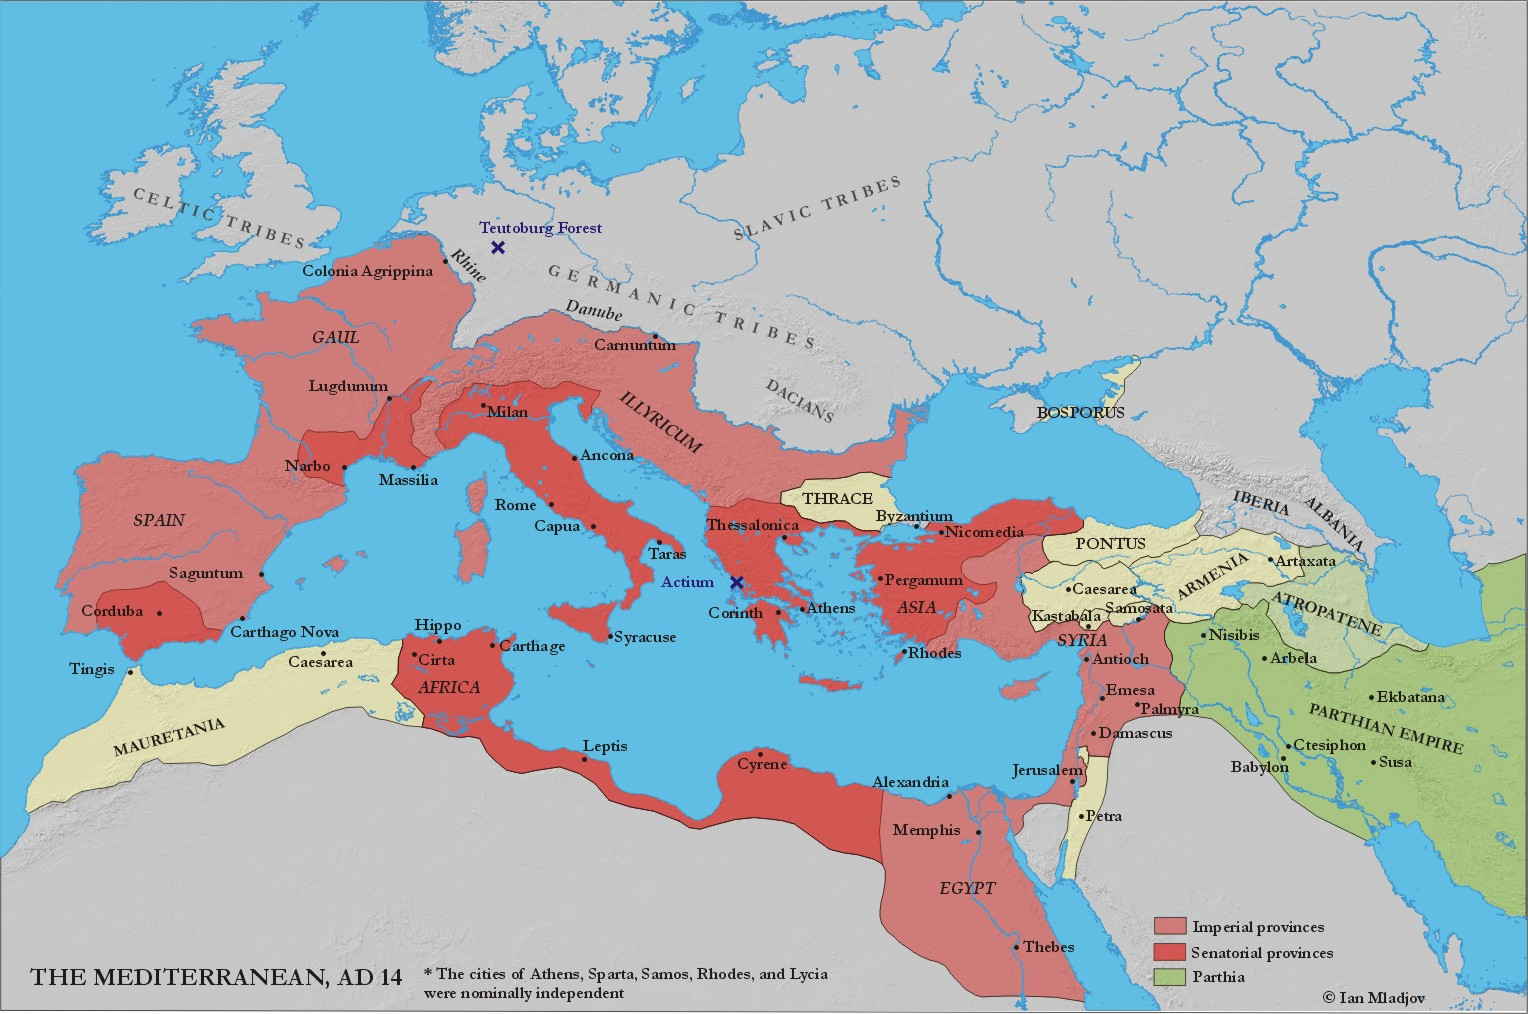 CELTIC TRIBES
SLAVIC TRIBES
Teutoburg Forest
Rhine
Colonia Agrippina
GERMANIC TRIBES
Danube
GAUL
Carnuntum
Lugdunum
DACIANS
BOSPORUS
Milan
ILLYRICUM
Narbo
Massilia
Ancona
THRACE
IBERIA
ALBANIA
SPAIN
Rome
Capua
Thessalonica
Byzantium
Nicomedia
PONTUS
Taras
Saguntum
Actium
Pergamum
ASIA
Caesarea
ARMENIA
Artaxata
ATROPATENE
Corduba
Carthago Nova
Corinth
Athens
Kastabala
Samosata
SYRIA
Hippo
Syracuse
Nisibis
Tingis
Caesarea
Cirta
Carthage
Rhodes
Antioch
Arbela
AFRICA
Emesa
Palmyra
Ekbatana
MAURETANIA
PARTHIAN EMPIRE
Leptis
Cyrene
Damascus
Ctesiphon
Babylon
Susa
Alexandria
Jerusalem
Memphis
Petra
EGYPT
Thebes
Imperial provinces
Senatorial provinces
Parthia
THE MEDITERRANEAN, AD 14
* The cities of Athens, Sparta, Samos, Rhodes, and Lycia
were nominally independent
© Ian Mladjov